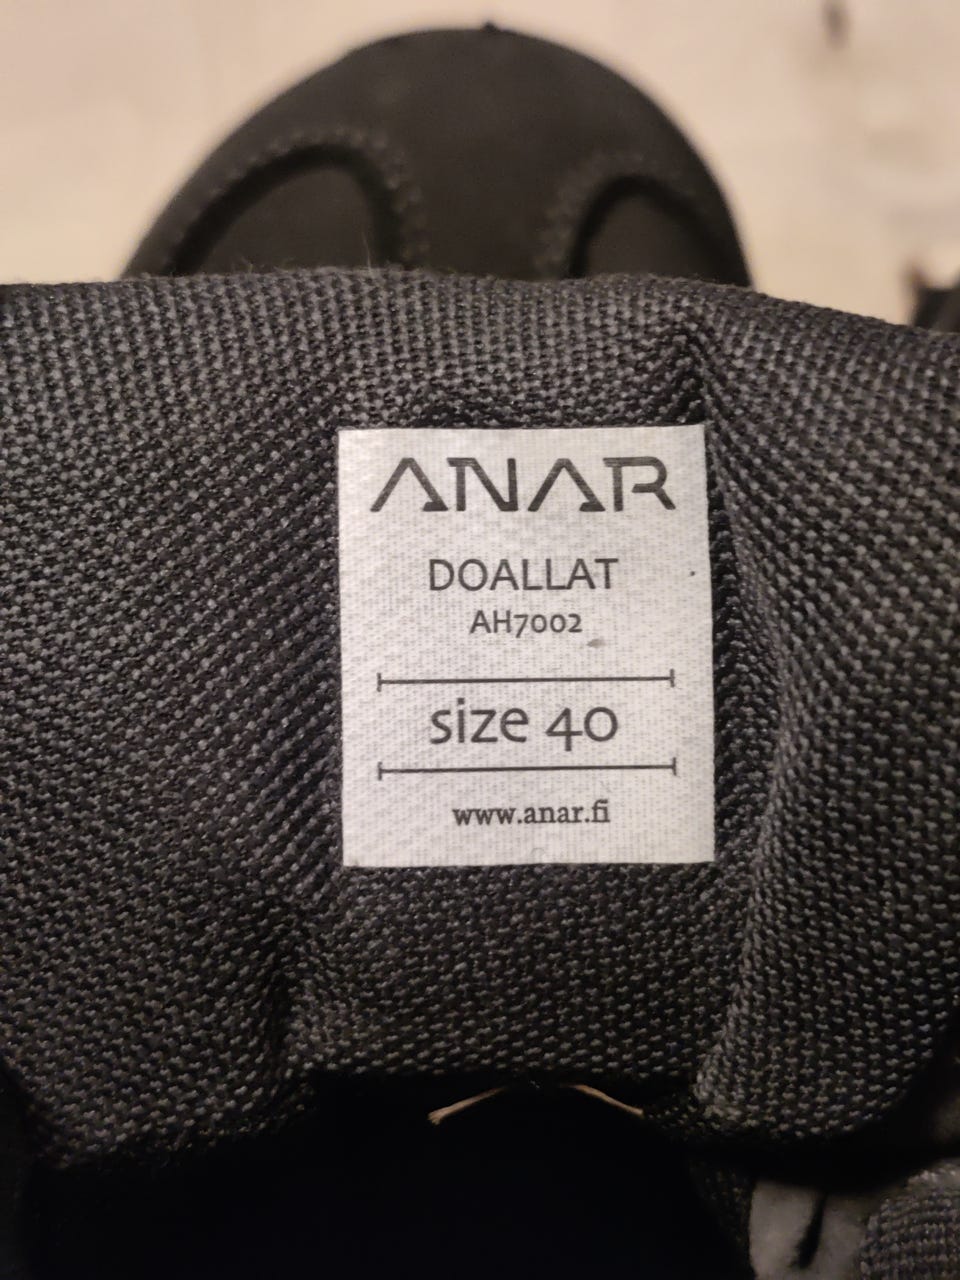 ANAR
DOALLAT
AH7002
size 40
www.anar.fi